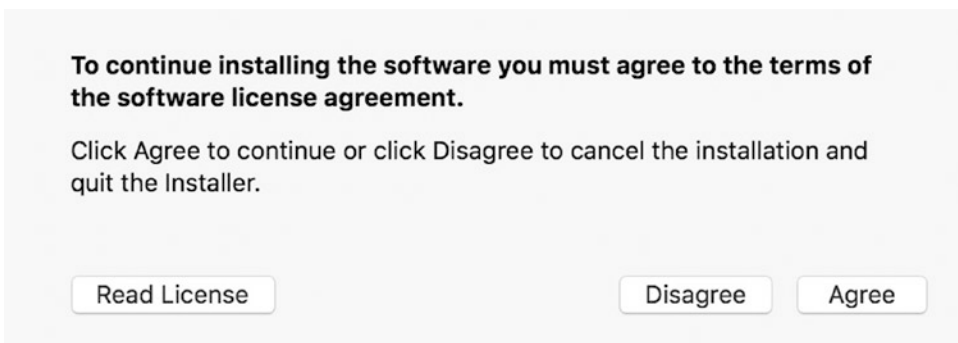 To continue installing the software you must agree to the terms of
the software license agreement.
Click Agree to continue or click Disagree to cancel the installation and
quit the Installer.
Read License
Disagree
Agree